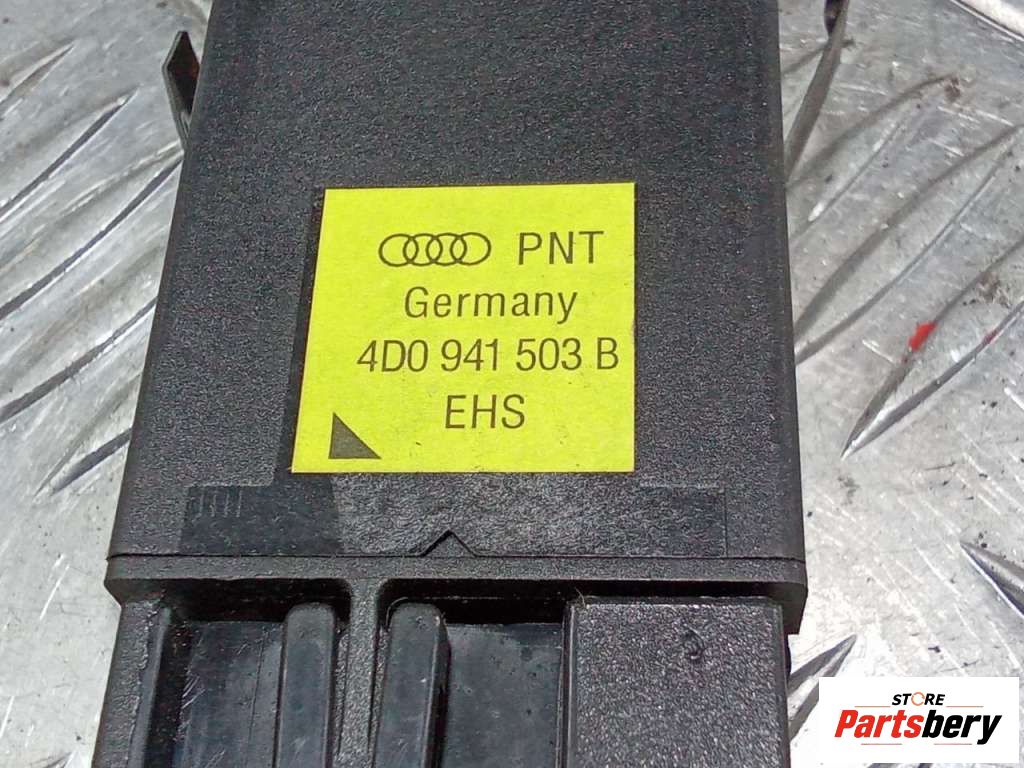 PNT
Germany
4D0 941 503 B
EHS
STORE
Partsbery